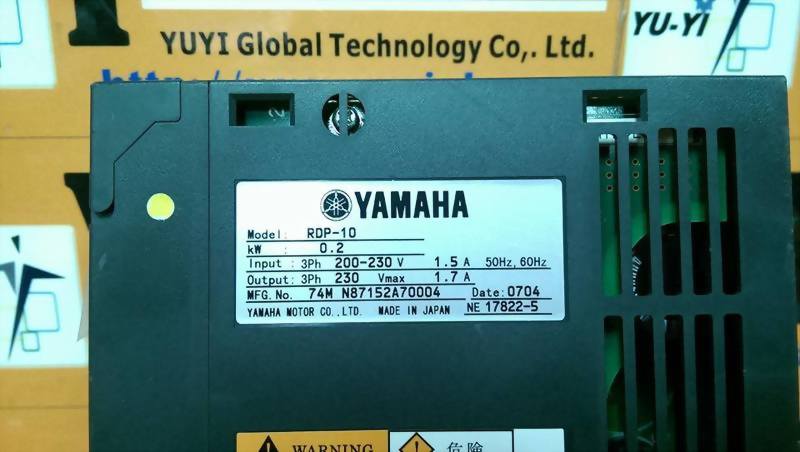 YUYI Global Technology Co,. Ltd.
YU-YI
2
YAMAHA
Model: RDP-10
kW : 0.2
Input : 3Ph 200-230 V 1.5 A 50Hz, 60Hz
Output: 3Ph 230 Vmax 1.7 A
MFG. No. 74M N87152A70004 Date: 0704
YAMAHA MOTOR CO.,LTD. MADE IN JAPAN NE 17822-5
WARNING 危険